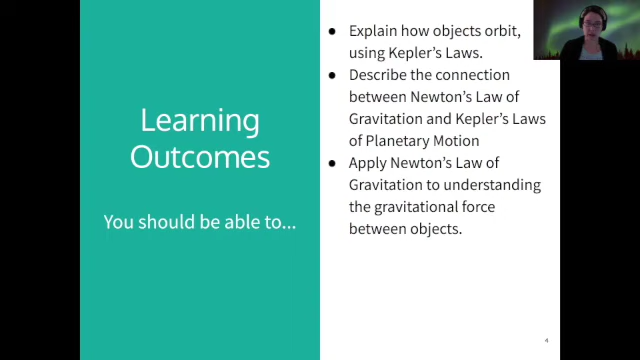 Learning
Outcomes
You should be able to...
● Explain how objects orbit,
using Kepler's Laws.
● Describe the connection
between Newton's Law of
Gravitation and Kepler's Laws
of Planetary Motion
● Apply Newton's Law of
Gravitation to understanding
the gravitational force
between objects.
4